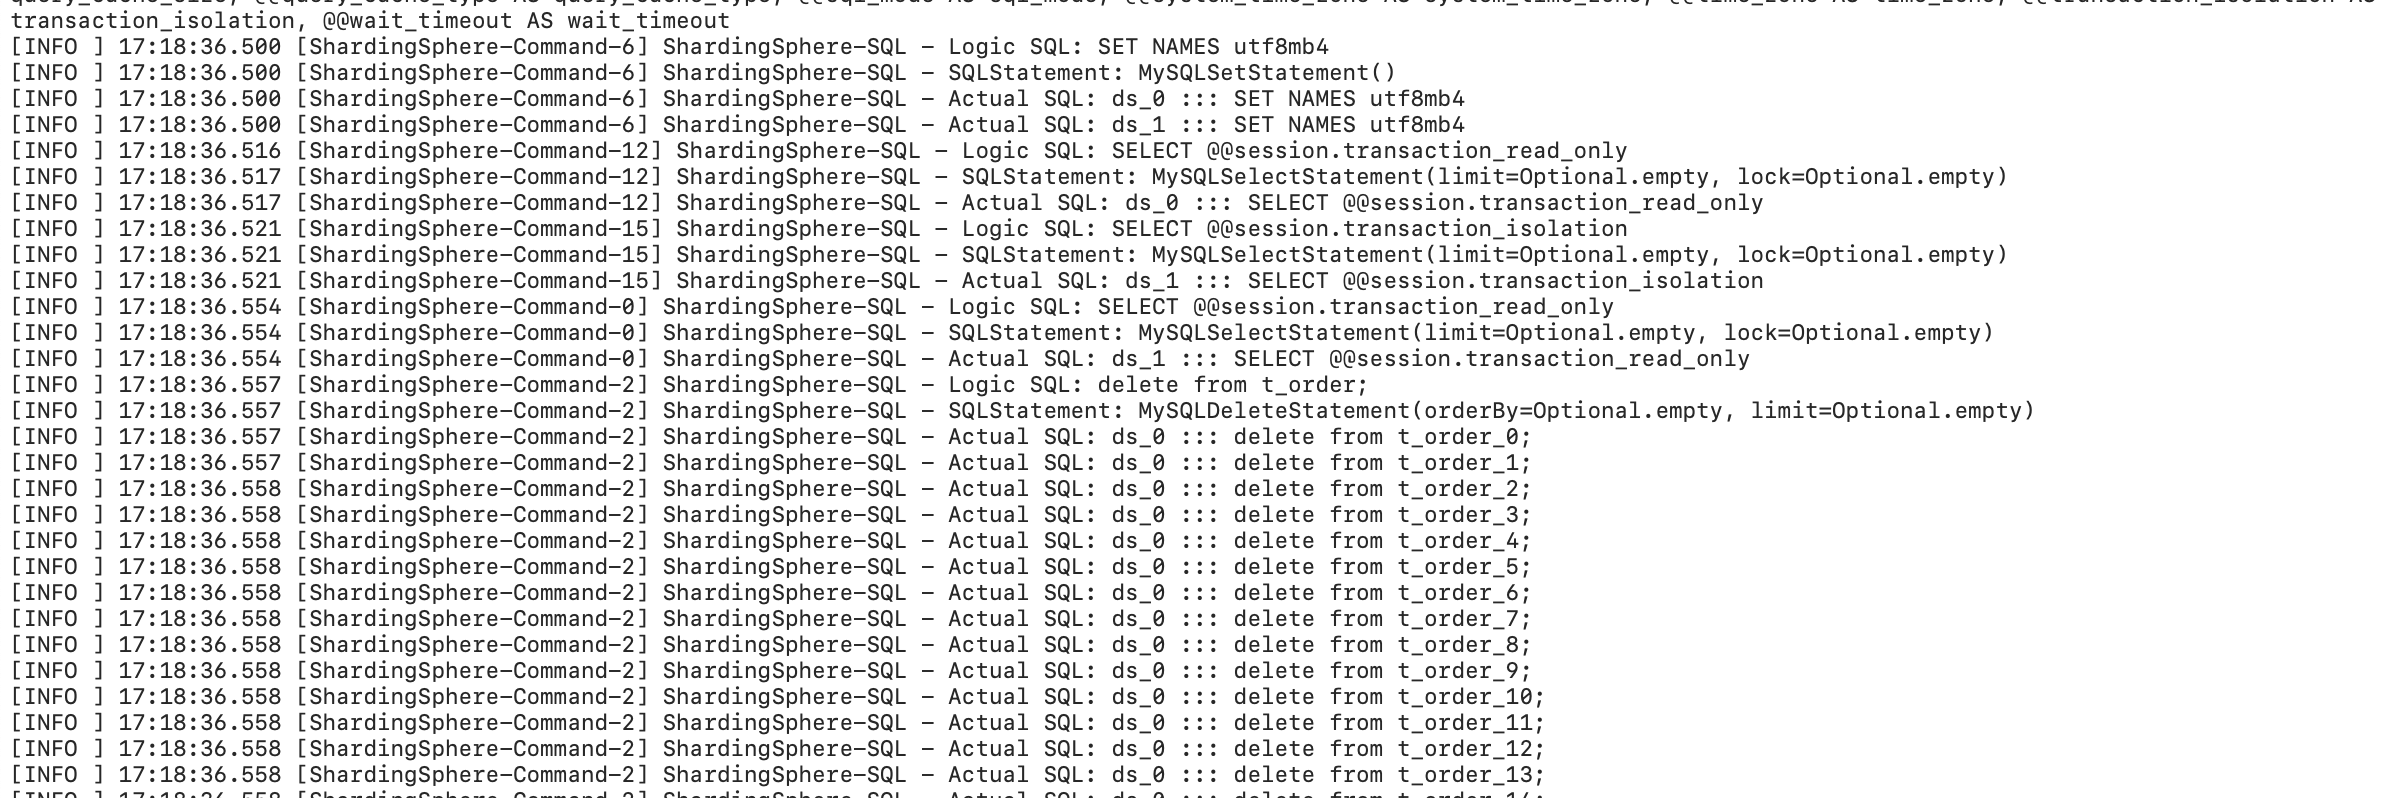 transaction_isolation, @@wait_timeout AS wait_timeout
[INFO ] 17:18:36.500 [ShardingSphere-Command-6] ShardingSphere-SQL - Logic SQL: SET NAMES utf8mb4
[INFO ] 17:18:36.500 [ShardingSphere-Command-6] ShardingSphere-SQL - SQLStatement: MySQLSetStatement()
[INFO ] 17:18:36.500 [ShardingSphere-Command-6] ShardingSphere-SQL - Actual SQL: ds_0 ::: SET NAMES utf8mb4
[INFO ] 17:18:36.500 [ShardingSphere-Command-6] ShardingSphere-SQL - Actual SQL: ds_1 ::: SET NAMES utf8mb4
[INFO ] 17:18:36.516 [ShardingSphere-Command-12] ShardingSphere-SQL - Logic SQL: SELECT @@session.transaction_read_only
[INFO ] 17:18:36.517 [ShardingSphere-Command-12] ShardingSphere-SQL - SQLStatement: MySQLSelectStatement(limit=Optional.empty, lock=Optional.empty)
[INFO ] 17:18:36.517 [ShardingSphere-Command-12] ShardingSphere-SQL - Actual SQL: ds_0 ::: SELECT @@session.transaction_read_only
[INFO ] 17:18:36.521 [ShardingSphere-Command-15] ShardingSphere-SQL - Logic SQL: SELECT @@session.transaction_isolation
[INFO ] 17:18:36.521 [ShardingSphere-Command-15] ShardingSphere-SQL - SQLStatement: MySQLSelectStatement(limit=Optional.empty, lock=Optional.empty)
[INFO ] 17:18:36.521 [ShardingSphere-Command-15] ShardingSphere-SQL - Actual SQL: ds_1 ::: SELECT @@session.transaction_isolation
[INFO ] 17:18:36.554 [ShardingSphere-Command-0] ShardingSphere-SQL - Logic SQL: SELECT @@session.transaction_read_only
[INFO ] 17:18:36.554 [ShardingSphere-Command-0] ShardingSphere-SQL - SQLStatement: MySQLSelectStatement(limit=Optional.empty, lock=Optional.empty)
[INFO ] 17:18:36.554 [ShardingSphere-Command-0] ShardingSphere-SQL - Actual SQL: ds_1 ::: SELECT @@session.transaction_read_only
[INFO ] 17:18:36.557 [ShardingSphere-Command-2] ShardingSphere-SQL - Logic SQL: delete from t_order;
[INFO ] 17:18:36.557 [ShardingSphere-Command-2] ShardingSphere-SQL - SQLStatement: MySQLDeleteStatement(orderBy=Optional.empty, limit=Optional.empty)
[INFO ] 17:18:36.557 [ShardingSphere-Command-2] ShardingSphere-SQL - Actual SQL: ds_0 ::: delete from t_order_0;
[INFO ] 17:18:36.557 [ShardingSphere-Command-2] ShardingSphere-SQL - Actual SQL: ds_0 ::: delete from t_order_1;
[INFO ] 17:18:36.558 [ShardingSphere-Command-2] ShardingSphere-SQL - Actual SQL: ds_0 ::: delete from t_order_2;
[INFO ] 17:18:36.558 [ShardingSphere-Command-2] ShardingSphere-SQL - Actual SQL: ds_0 ::: delete from t_order_3;
[INFO ] 17:18:36.558 [ShardingSphere-Command-2] ShardingSphere-SQL - Actual SQL: ds_0 ::: delete from t_order_4;
[INFO ] 17:18:36.558 [ShardingSphere-Command-2] ShardingSphere-SQL - Actual SQL: ds_0 ::: delete from t_order_5;
[INFO ] 17:18:36.558 [ShardingSphere-Command-2] ShardingSphere-SQL - Actual SQL: ds_0 ::: delete from t_order_6;
[INFO ] 17:18:36.558 [ShardingSphere-Command-2] ShardingSphere-SQL - Actual SQL: ds_0 ::: delete from t_order_7;
[INFO ] 17:18:36.558 [ShardingSphere-Command-2] ShardingSphere-SQL - Actual SQL: ds_0 ::: delete from t_order_8;
[INFO ] 17:18:36.558 [ShardingSphere-Command-2] ShardingSphere-SQL - Actual SQL: ds_0 ::: delete from t_order_9;
[INFO ] 17:18:36.558 [ShardingSphere-Command-2] ShardingSphere-SQL - Actual SQL: ds_0 ::: delete from t_order_10;
[INFO ] 17:18:36.558 [ShardingSphere-Command-2] ShardingSphere-SQL - Actual SQL: ds_0 ::: delete from t_order_11;
[INFO ] 17:18:36.558 [ShardingSphere-Command-2] ShardingSphere-SQL - Actual SQL: ds_0 ::: delete from t_order_12;
[INFO ] 17:18:36.558 [ShardingSphere-Command-2] ShardingSphere-SQL - Actual SQL: ds_0 ::: delete from t_order_13;